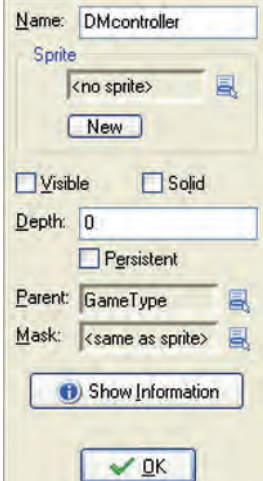 Name: DMcontroller
Sprite
<no sprite>
New
Visible Solid
Depth: 0
Persistent
Parent: GameType
Mask: <same as sprite>
Show Information
OK